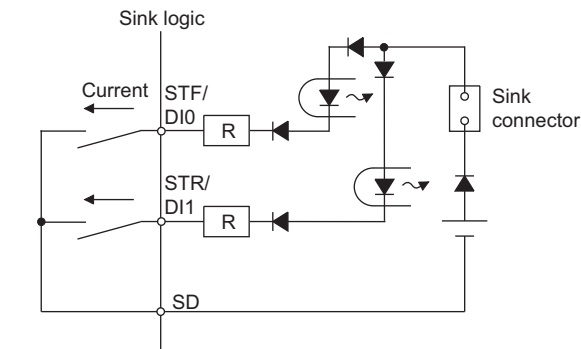 Sink logic
Current
STF/
DI0
R
Sink
connector
STR/
DI1
R
SD